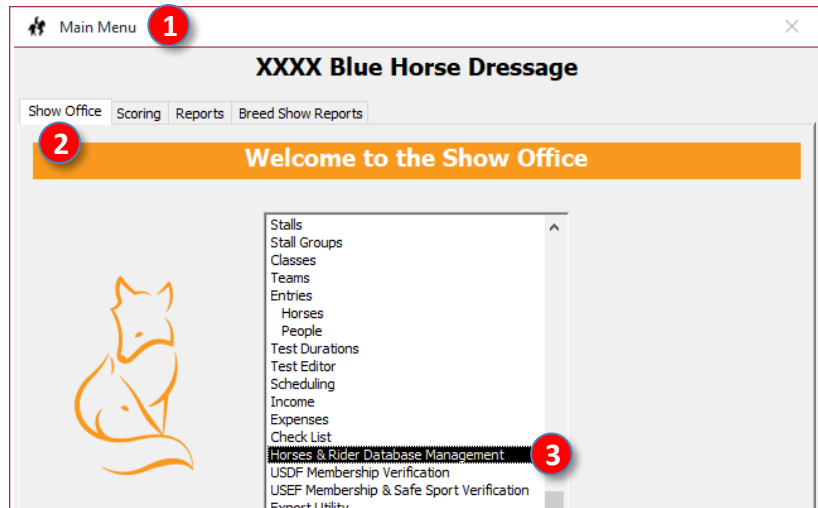 Main Menu 1
XXXX Blue Horse Dressage
Show Office Scoring Reports Breed Show Reports
2
Welcome to the Show Office
Stalls
Stall Groups
Classes
Teams
Entries
Horses
People
Test Durations
Test Editor
Scheduling
Income
Expenses
Check List
Horses & Rider Database Management 3
USDF Membership Verification
USEF Membership & Safe Sport Verification
Export Utility